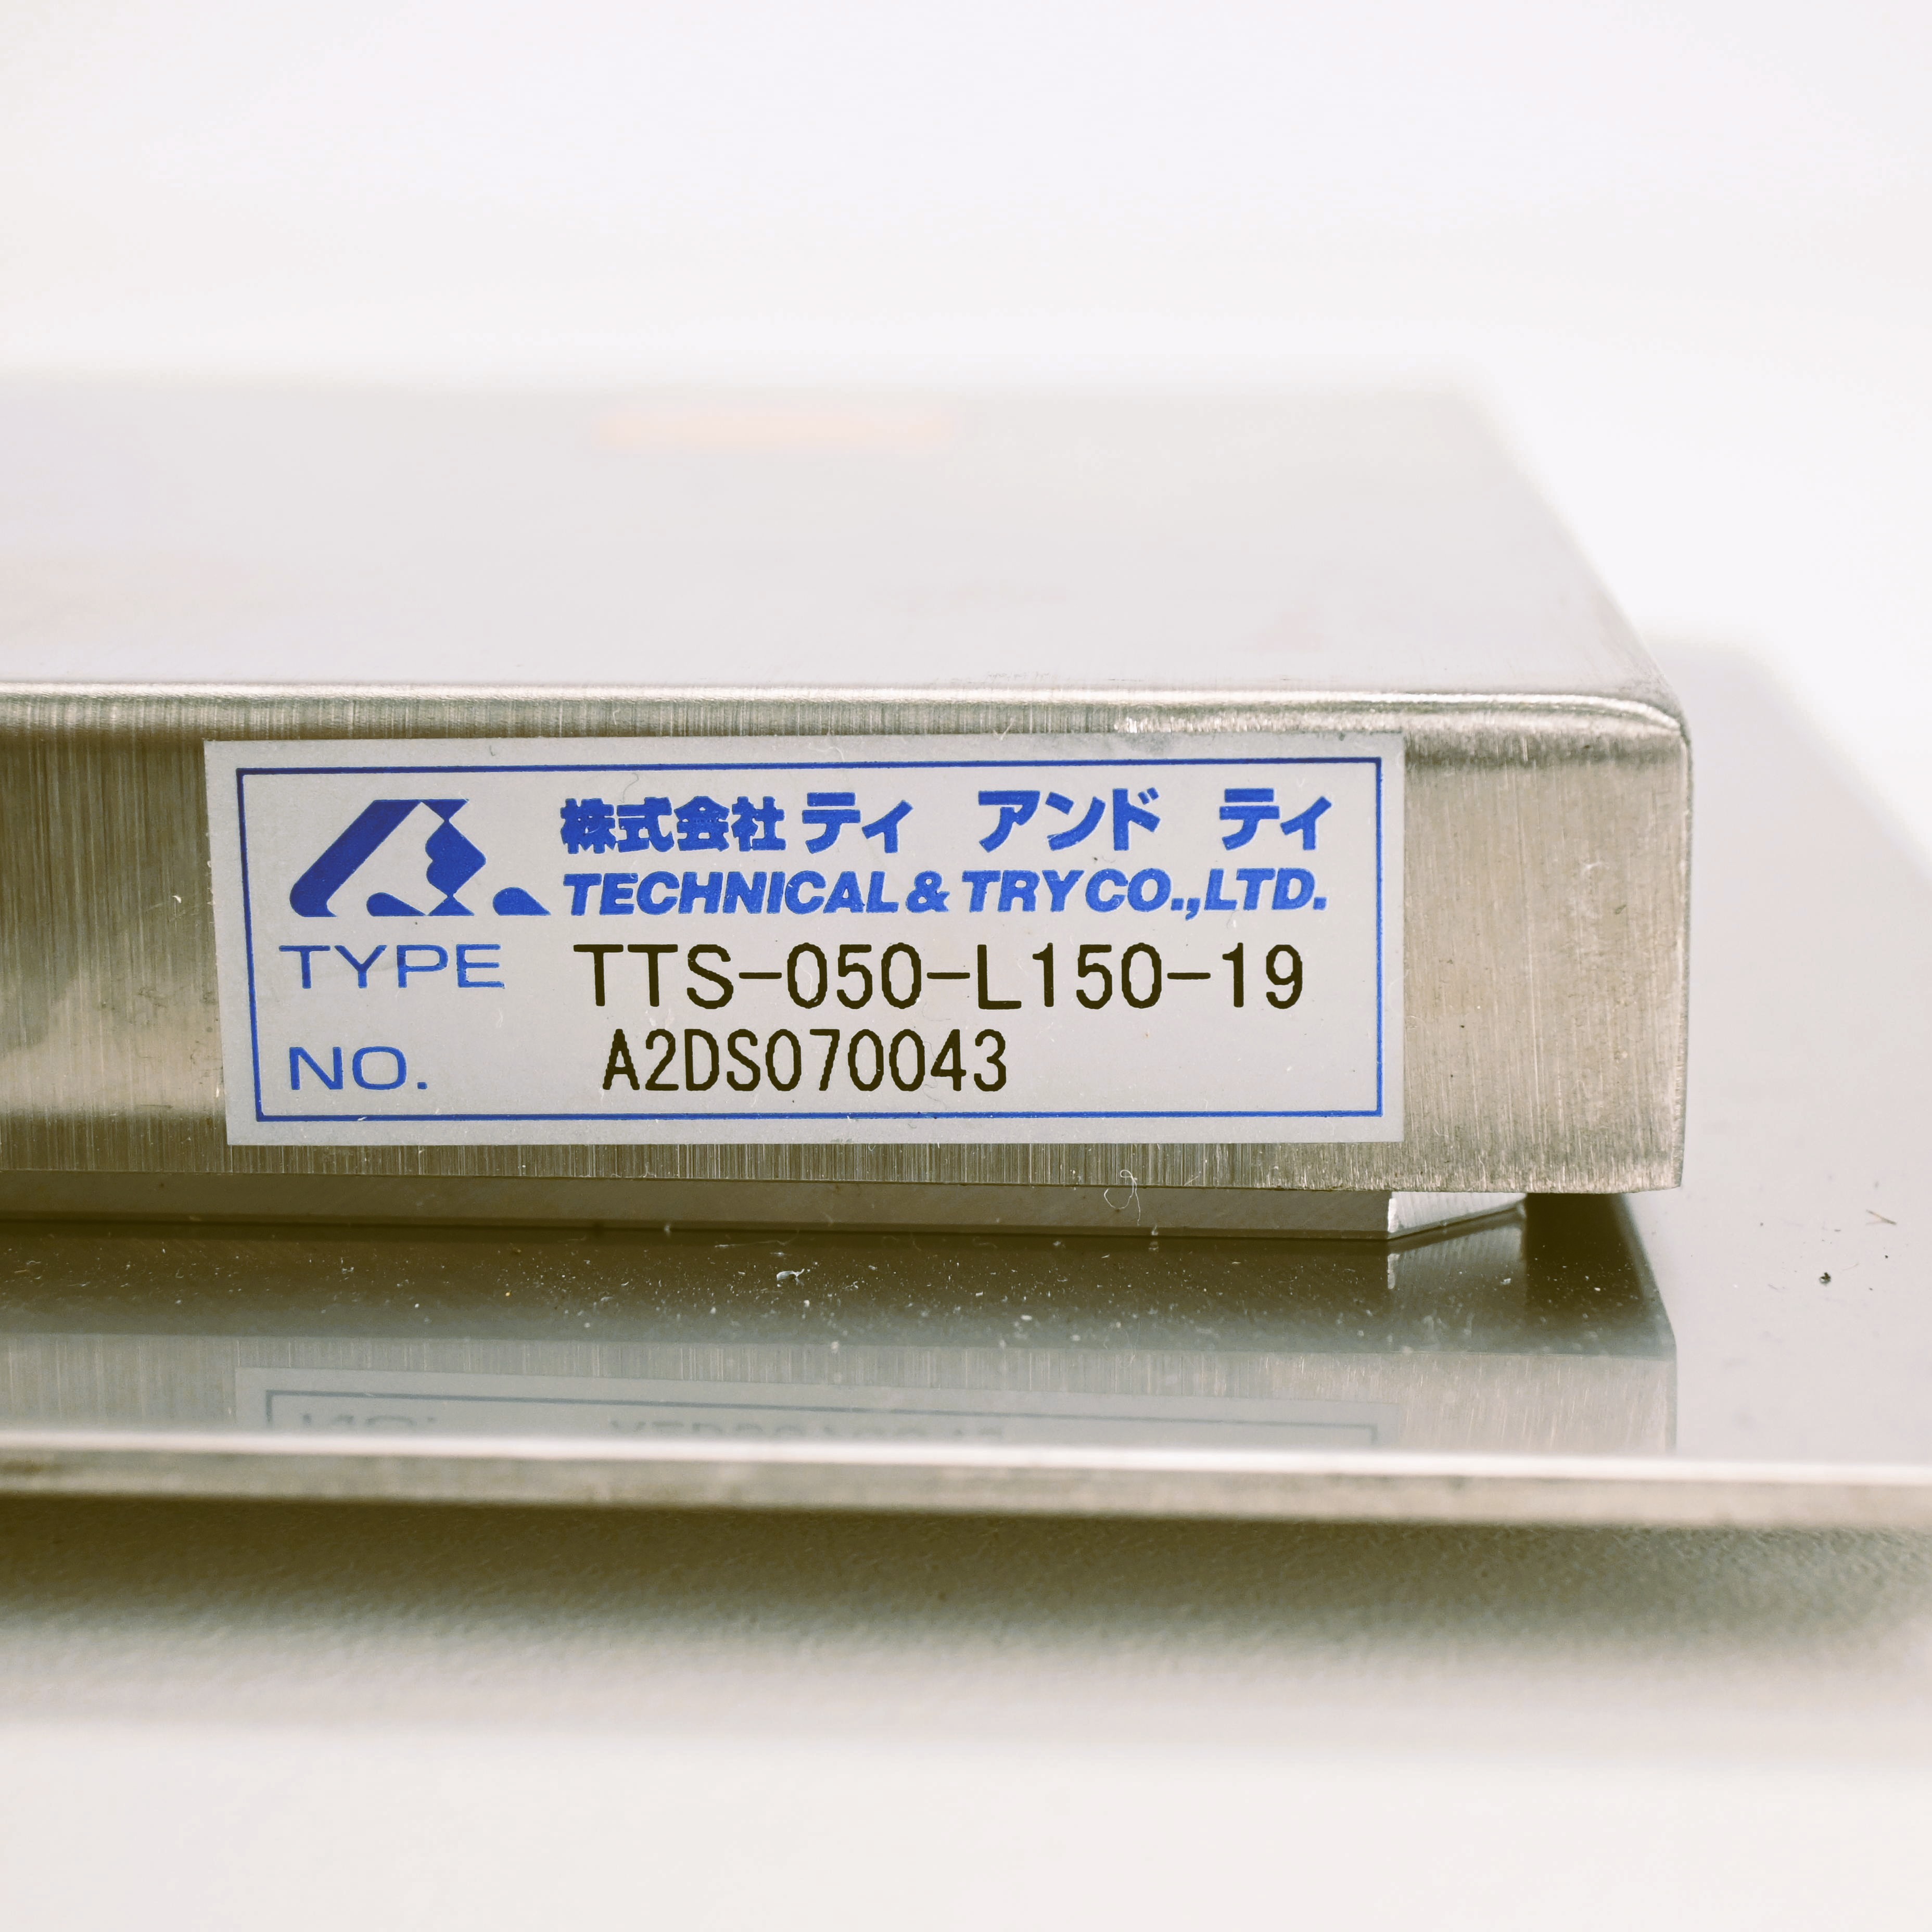 株式会社 ティ アンド ティ
TECHNICAL & TRY CO.,LTD.
TYPE TTS-050-L150-19
NO. A2DS070043